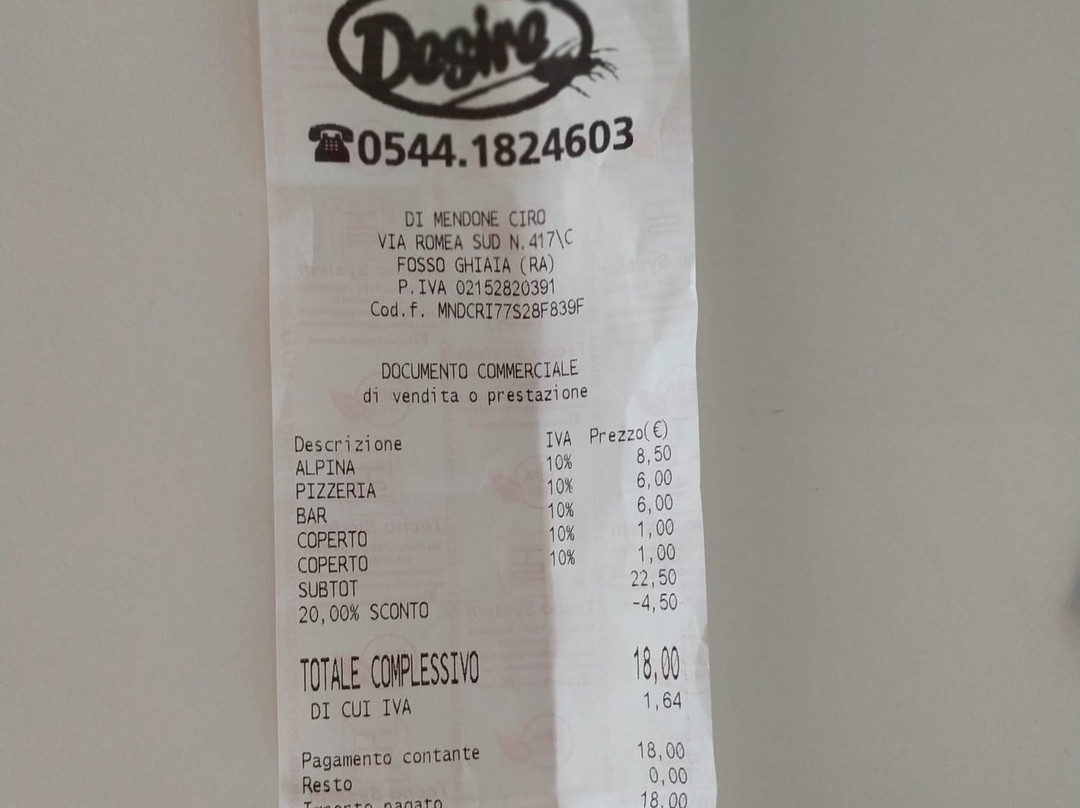 Desire
☎0544.1824603
DI MENDONE CIRO
VIA ROMEA SUD N.417\C
FOSSO GHIAIA (RA)
P.IVA 02152820391
Cod.f. MNDCRI77S28F839F
DOCUMENTO COMMERCIALE
di vendita o prestazione
Descrizione IVA Prezzo(€)
ALPINA 10% 8,50
PIZZERIA 10% 6,00
BAR 10% 6,00
COPERTO 10% 1,00
COPERTO 10% 1,00
SUBTOT 22,50
20,00% SCONTO -4,50
TOTALE COMPLESSIVO 18,00
DI CUI IVA 1,64
Pagamento contante 18,00
Resto 0,00
Importo pagato 18,00